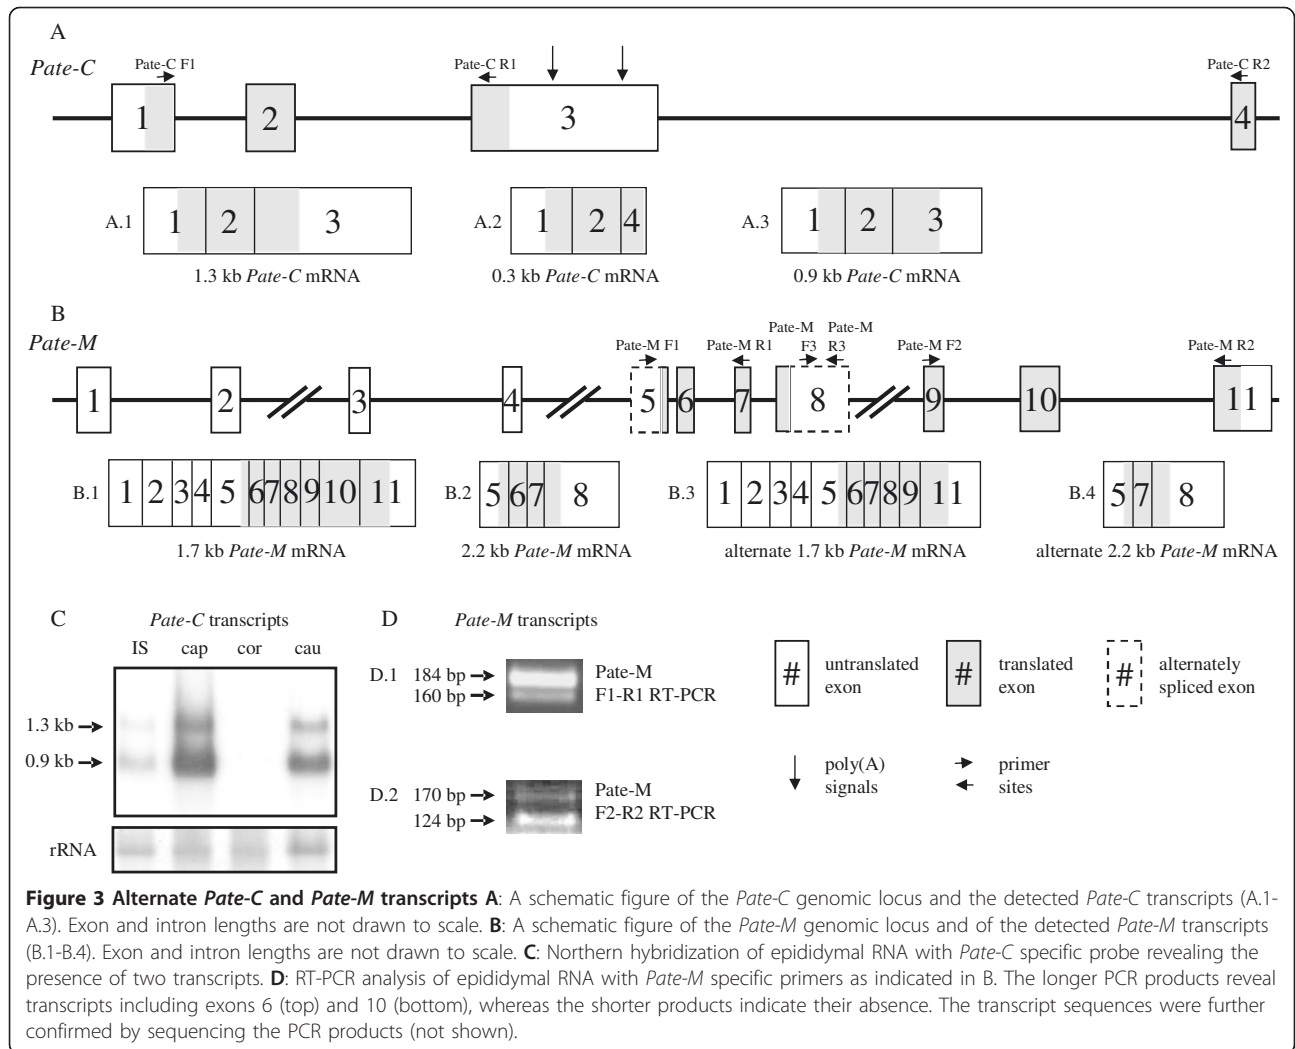 A
Pate-C
Pate-C F1
Pate-C R1
Pate-C R2
1
2
3
4
A.1
1
2
3
A.2
1
2
4
A.3
1
2
3
1.3 kb Pate-C mRNA
0.3 kb Pate-C mRNA
0.9 kb Pate-C mRNA
B
Pate-M
Pate-M F1
Pate-M R1
Pate-M F3
Pate-M R3
Pate-M F2
Pate-M R2
1
2
3
4
5
6
7
8
9
10
11
B.1
1 2 3 4 5 6 7 8 9 10 11
B.2
5 6 7 8
B.3
1 2 3 4 5 6 7 8 9 11
B.4
5 7 8
1.7 kb Pate-M mRNA
2.2 kb Pate-M mRNA
alternate 1.7 kb Pate-M mRNA
alternate 2.2 kb Pate-M mRNA
C
Pate-C transcripts
IS cap cor cau
1.3 kb
0.9 kb
rRNA
D
Pate-M transcripts
D.1
184 bp
160 bp
Pate-M
F1-R1 RT-PCR
D.2
170 bp
124 bp
Pate-M
F2-R2 RT-PCR
#
untranslated
exon
#
translated
exon
#
alternately
spliced exon
poly(A)
signals
primer
sites
Figure 3 Alternate Pate-C and Pate-M transcripts A: A schematic figure of the Pate-C genomic locus and the detected Pate-C transcripts (A.1-
A.3). Exon and intron lengths are not drawn to scale. B: A schematic figure of the Pate-M genomic locus and of the detected Pate-M transcripts
(B.1-B.4). Exon and intron lengths are not drawn to scale. C: Northern hybridization of epididymal RNA with Pate-C specific probe revealing the
presence of two transcripts. D: RT-PCR analysis of epididymal RNA with Pate-M specific primers as indicated in B. The longer PCR products reveal
transcripts including exons 6 (top) and 10 (bottom), whereas the shorter products indicate their absence. The transcript sequences were further
confirmed by sequencing the PCR products (not shown).